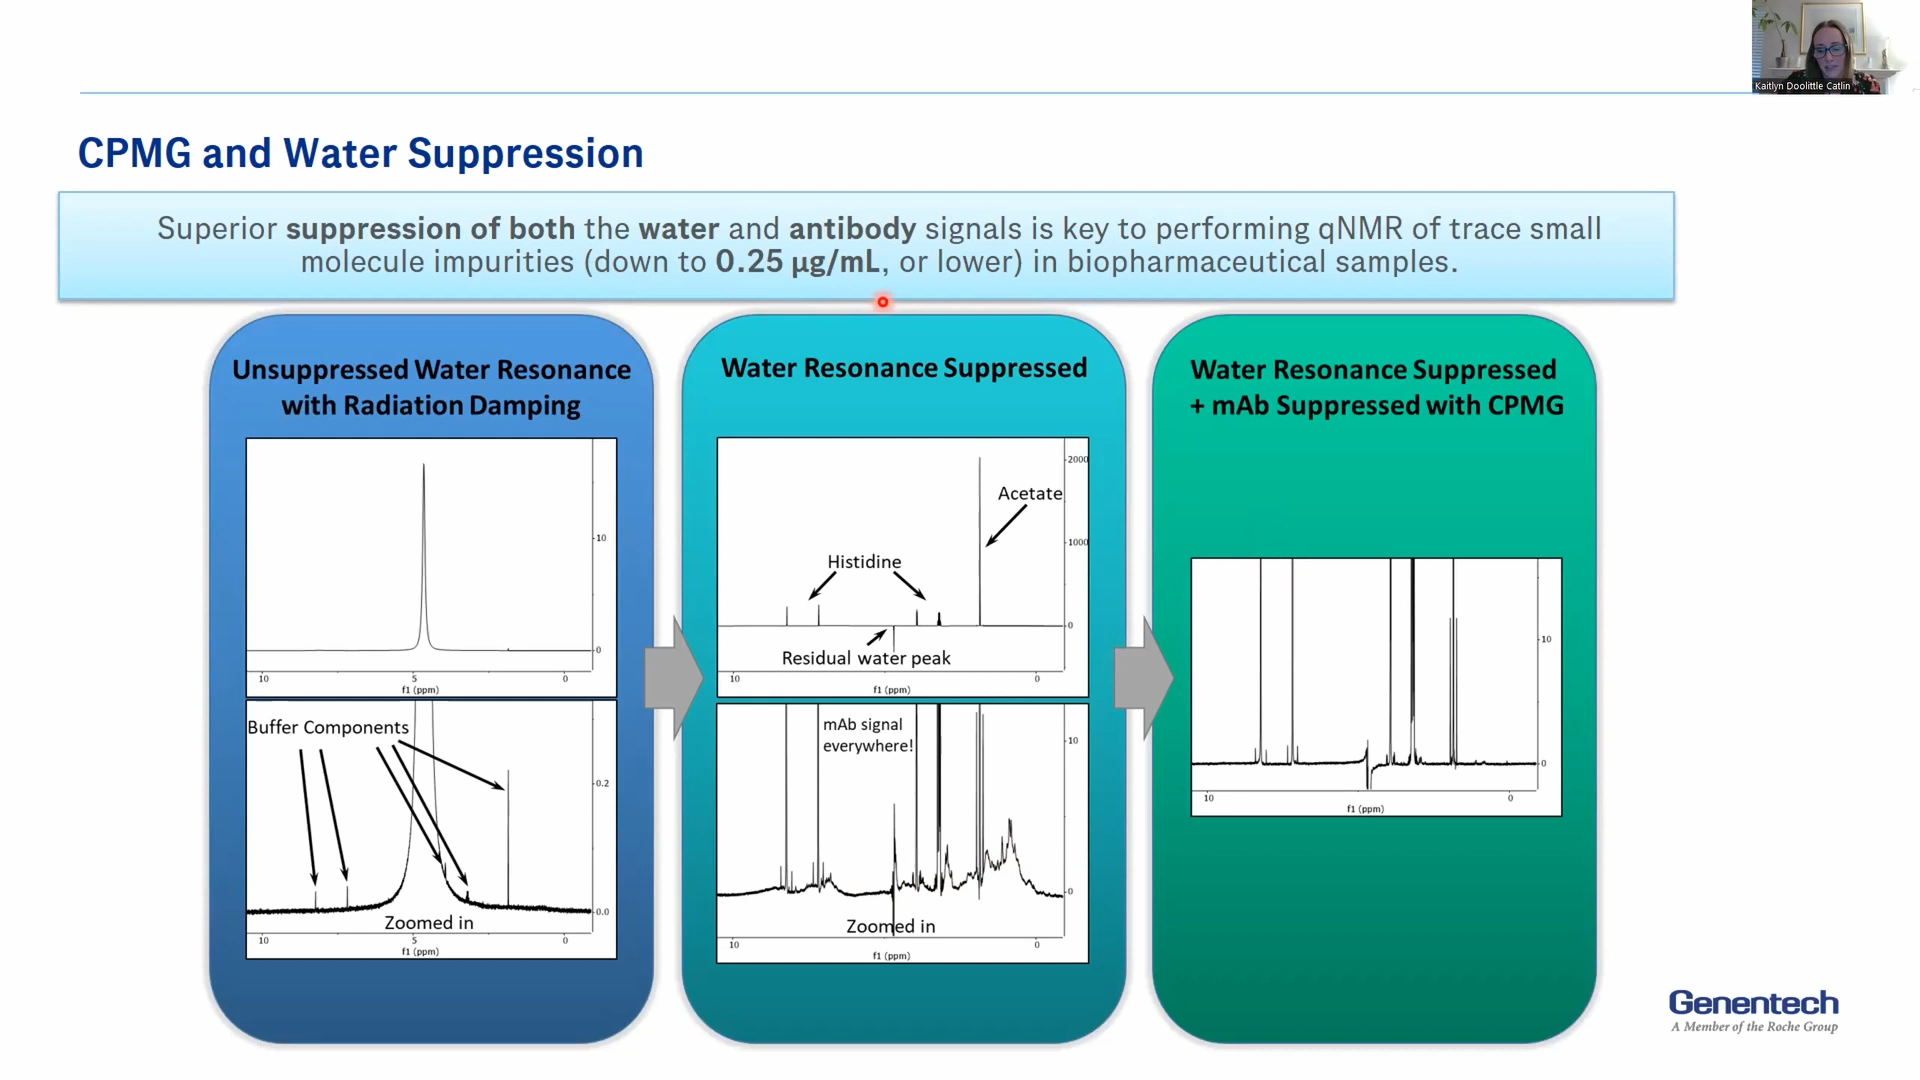 Kaitlyn Doolittle Catlin
CPMG and Water Suppression
Superior suppression of both the water and antibody signals is key to performing qNMR of trace small
molecule impurities (down to 0.25 µg/mL, or lower) in biopharmaceutical samples.
Unsuppressed Water Resonance
with Radiation Damping
10
0
10
5
0
f1 (ppm)
Buffer Components
0.2
0.0
Zoomed in
10
5
0
f1 (ppm)
Water Resonance Suppressed
2000
Acetate
1000
Histidine
0
Residual water peak
10
0
f1 (ppm)
mAb signal
everywhere!
10
0
Zoomed in
10
0
f1 (ppm)
Water Resonance Suppressed
+ mAb Suppressed with CPMG
10
0
10
0
f1 (ppm)
Genentech
A Member of the Roche Group